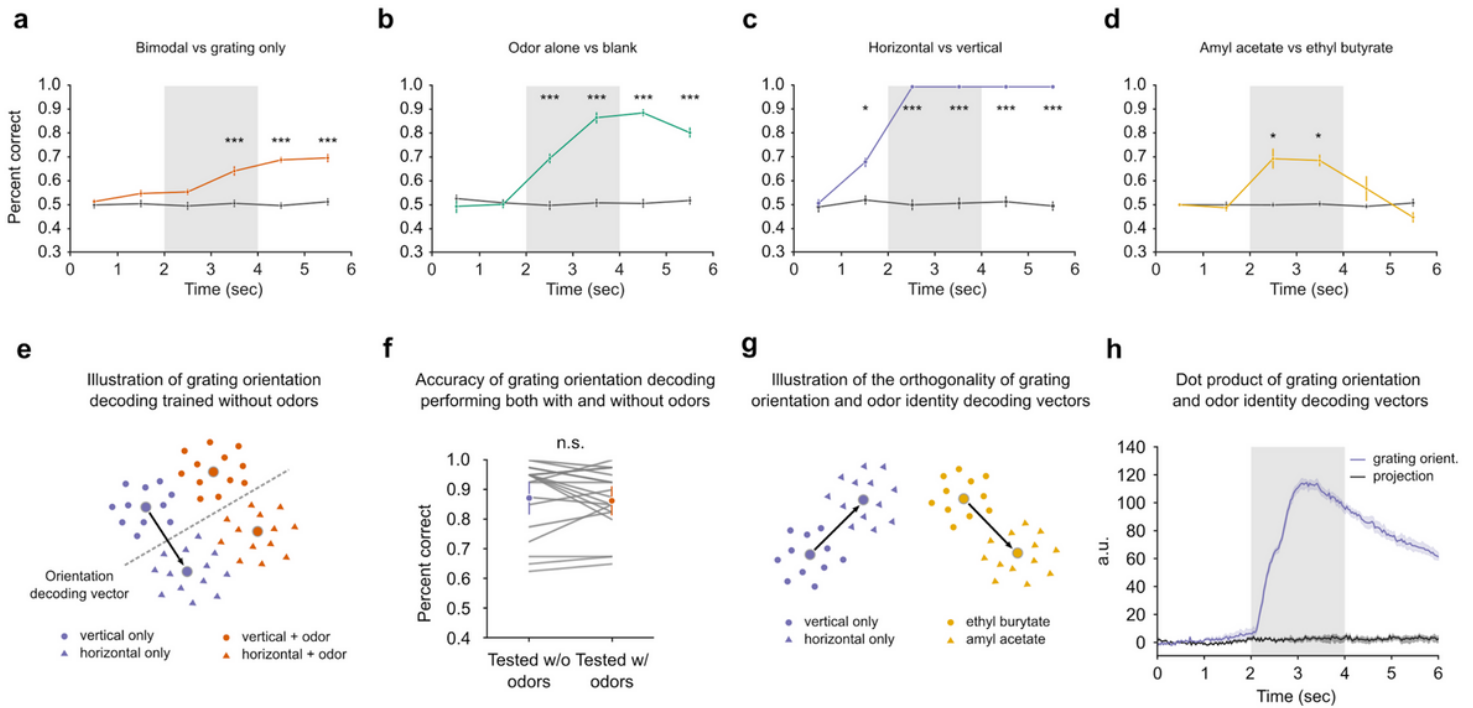 a
Bimodal vs grating only
Percent correct
1.0
0.9
0.8
0.7
0.6
0.5
0.4
0.3
*** *** ***
0 1 2 3 4 5 6
Time (sec)
b
Odor alone vs blank
1.0
0.9
0.8
0.7
0.6
0.5
0.4
0.3
*** *** *** ***
0 1 2 3 4 5 6
Time (sec)
c
Horizontal vs vertical
1.0
0.9
0.8
0.7
0.6
0.5
0.4
0.3
* *** *** *** ***
0 1 2 3 4 5 6
Time (sec)
d
Amyl acetate vs ethyl butyrate
1.0
0.9
0.8
0.7
0.6
0.5
0.4
0.3
* *
0 1 2 3 4 5 6
Time (sec)
e
Illustration of grating orientation
decoding trained without odors
Orientation
decoding vector
vertical only
horizontal only
vertical + odor
horizontal + odor
f
Accuracy of grating orientation decoding
performing both with and without odors
n.s.
Percent correct
1.0
0.9
0.8
0.7
0.6
0.4
Tested w/o
odors
Tested w/
odors
g
Illustration of the orthogonality of grating
orientation and odor identity decoding vectors
vertical only
horizontal only
ethyl burytate
amyl acetate
h
Dot product of grating orientation
and odor identity decoding vectors
a.u.
140
120
100
80
60
40
20
0
grating orient.
projection
0 1 2 3 4 5 6
Time (sec)